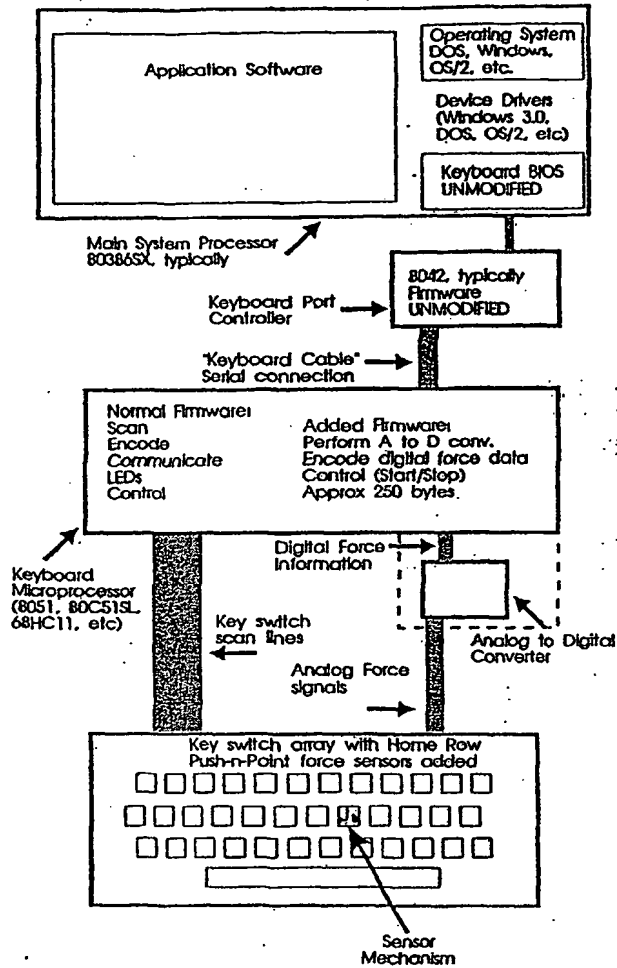 Application Software
Operating System
DOS, Windows,
OS/2, etc.
Device Drivers
(Windows 3.0,
DOS, OS/2, etc)
Keyboard BIOS
UNMODIFIED
Main System Processor
80386SX, typically
8042, typically
Firmware
UNMODIFIED
Keyboard Port
Controller
"Keyboard Cable"
Serial connection
Normal Firmware:
Scan
Encode
Communicate
LEDs
Control
Added Firmware:
Perform A to D conv.
Encode digital force data
Control (Start/Stop)
Approx 250 bytes
Keyboard
Microprocessor
(8051, 80C51SL,
68HC11, etc)
Digital Force
Information
Analog to Digital
Converter
Key switch
scan lines
Analog Force
signals
Key switch array with Home Row
Push-n-Point force sensors added
J
Sensor
Mechanism